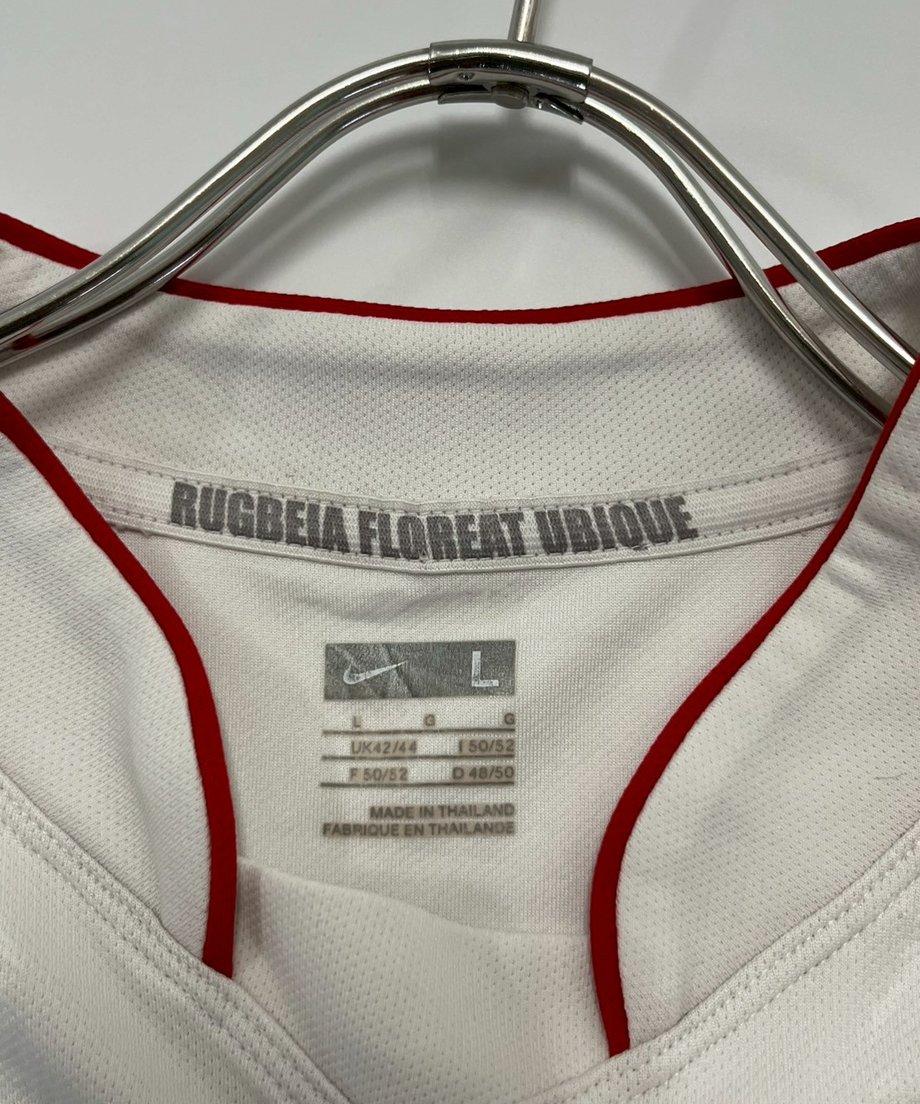 RUGBEIA FLOREAT UBIQUE
L
L G G
UK42/44 I 50/52
F 50/52 D 48/50
MADE IN THAILAND
FABRIQUE EN THAILANDE